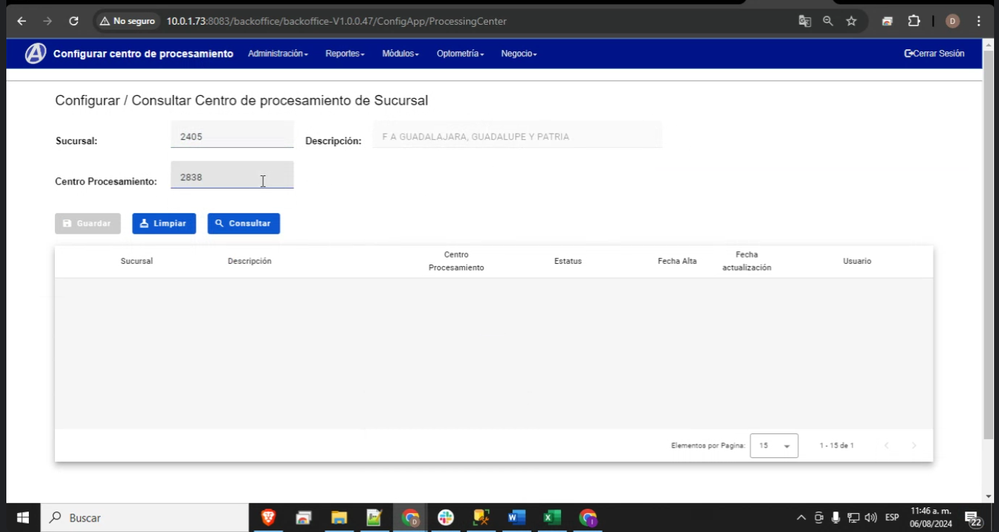 No seguro 10.0.1.73:8083/backoffice/backoffice-V1.0.0.47/ConfigApp/ProcessingCenter D
Configurar centro de procesamiento Administración Reportes Módulos Optometría Negocio Cerrar Sesión
Configurar / Consultar Centro de procesamiento de Sucursal
Sucursal: 2405 Descripción: F A GUADALAJARA, GUADALUPE Y PATRIA
Centro Procesamiento: 2838
Guardar Limpiar Consultar
Sucursal Descripción Centro Procesamiento Estatus Fecha Alta Fecha actualización Usuario
Elementos por Pagina: 15 1 - 15 de 1
Buscar ESP 11:46 a. m.
06/08/2024 22